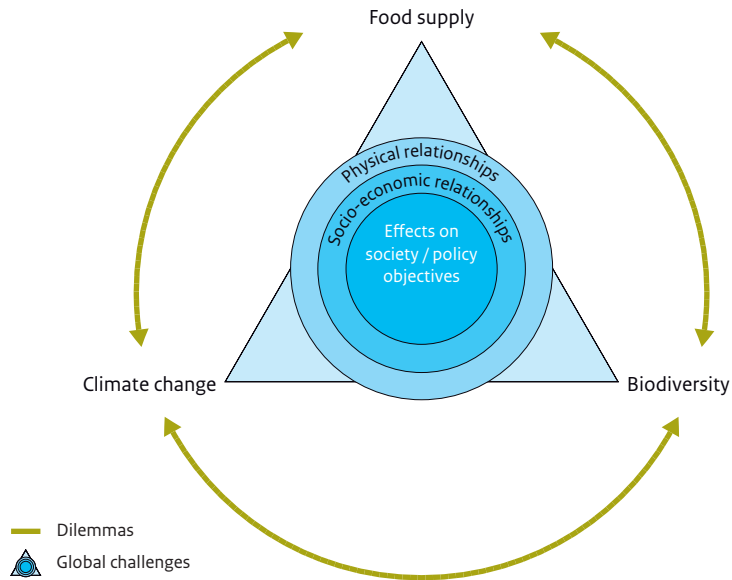 Food supply
Physical relationships
Socio-economic relationships
Effects on
society / policy
objectives
Climate change
Biodiversity
Dilemmas
Global challenges